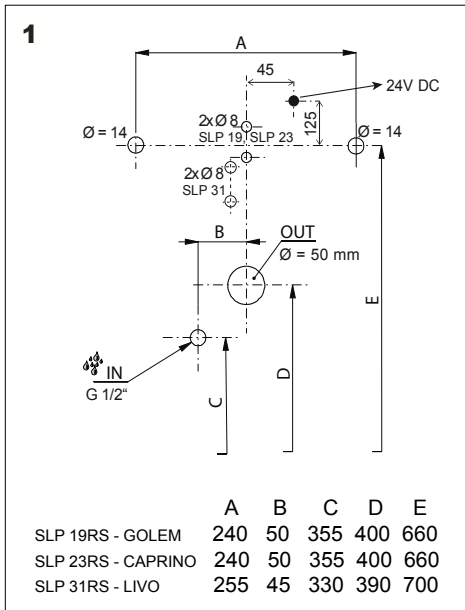 1
A
45
24V DC
125
2xØ 8
SLP 19
SLP 23
Ø = 14
Ø = 14
2xØ 8
SLP 31
B
OUT
Ø = 50 mm
E
IN
G 1/2“
C
D
A B C D E
SLP 19RS - GOLEM 240 50 355 400 660
SLP 23RS - CAPRINO 240 50 355 400 660
SLP 31RS - LIVO 255 45 330 390 700